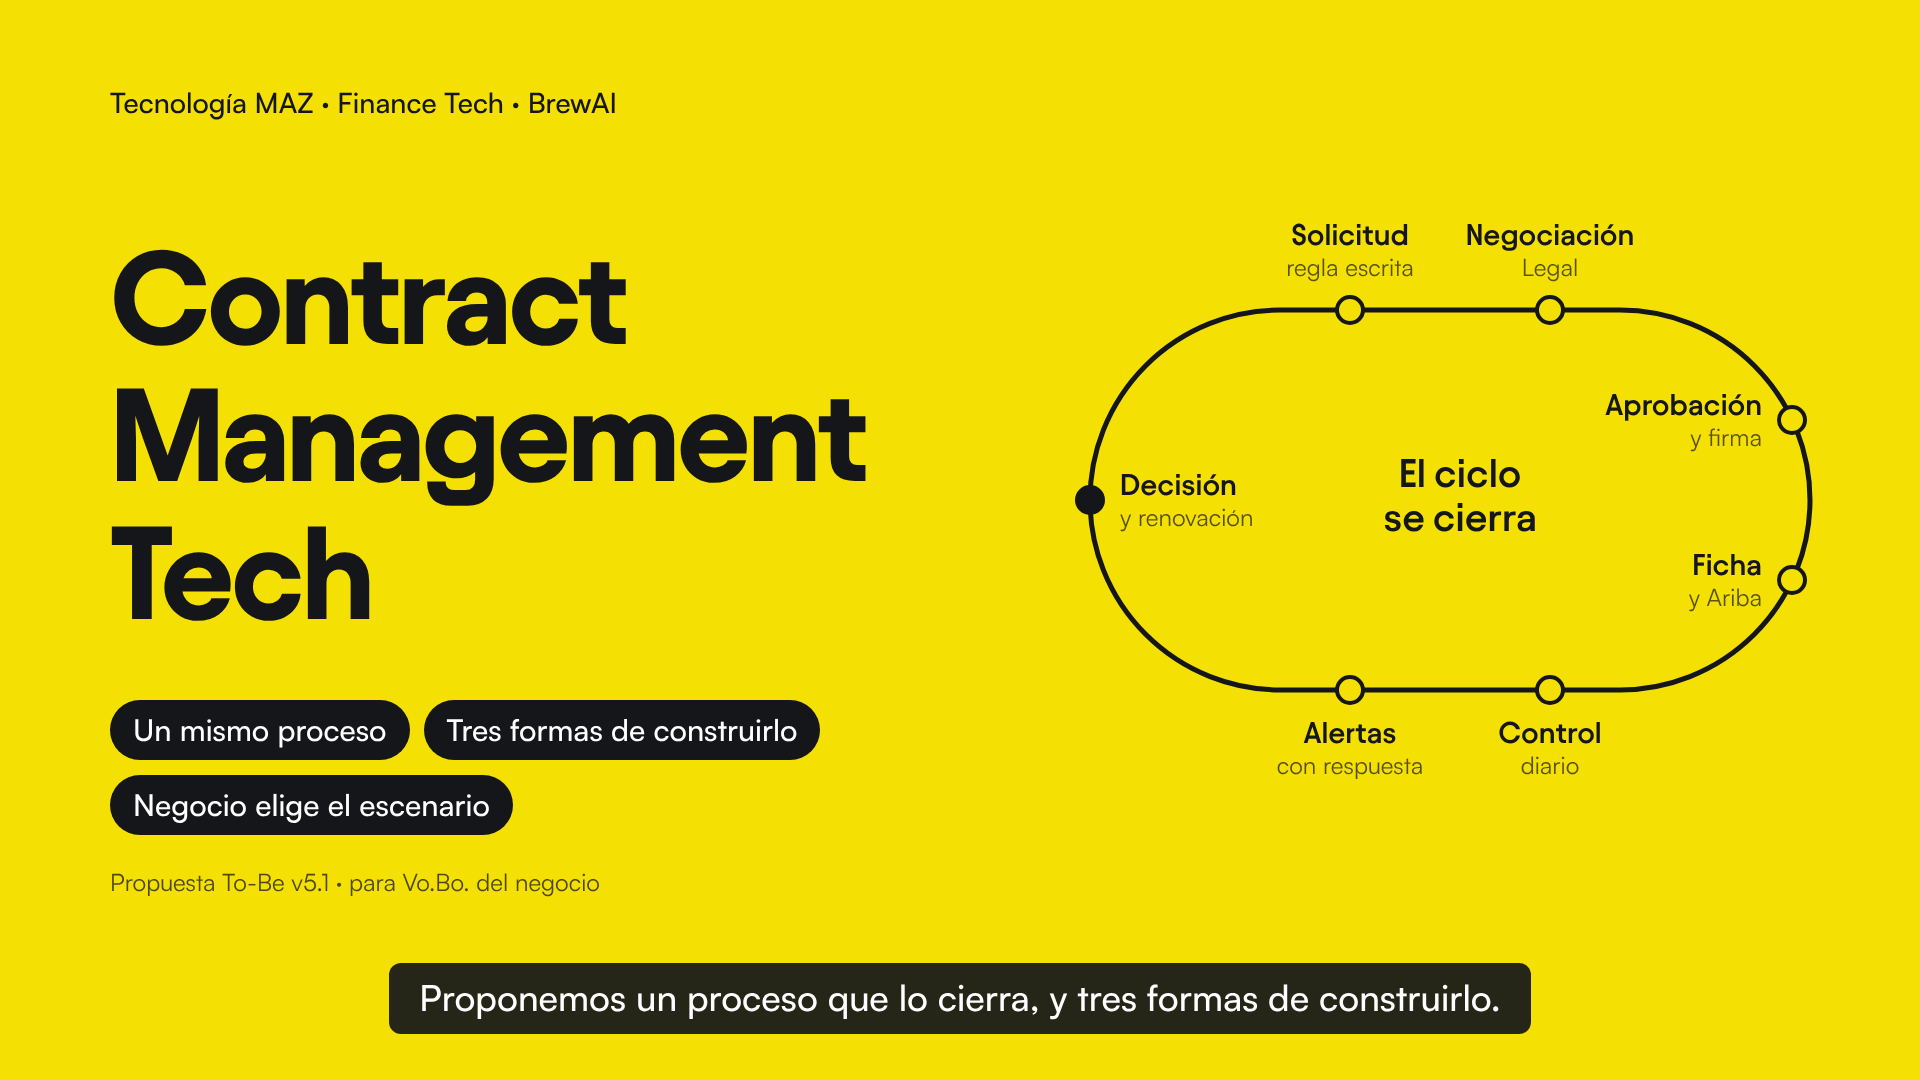 Tecnología MAZ · Finance Tech · BrewAI
Contract
Management
Tech
Un mismo proceso
Tres formas de construirlo
Negocio elige el escenario
Propuesta To-Be v5.1 · para Vo.Bo. del negocio
Solicitud
regla escrita
Negociación
Legal
Aprobación
y firma
Decisión
y renovación
El ciclo
se cierra
Ficha
y Ariba
Alertas
con respuesta
Control
diario
Proponemos un proceso que lo cierra, y tres formas de construirlo.